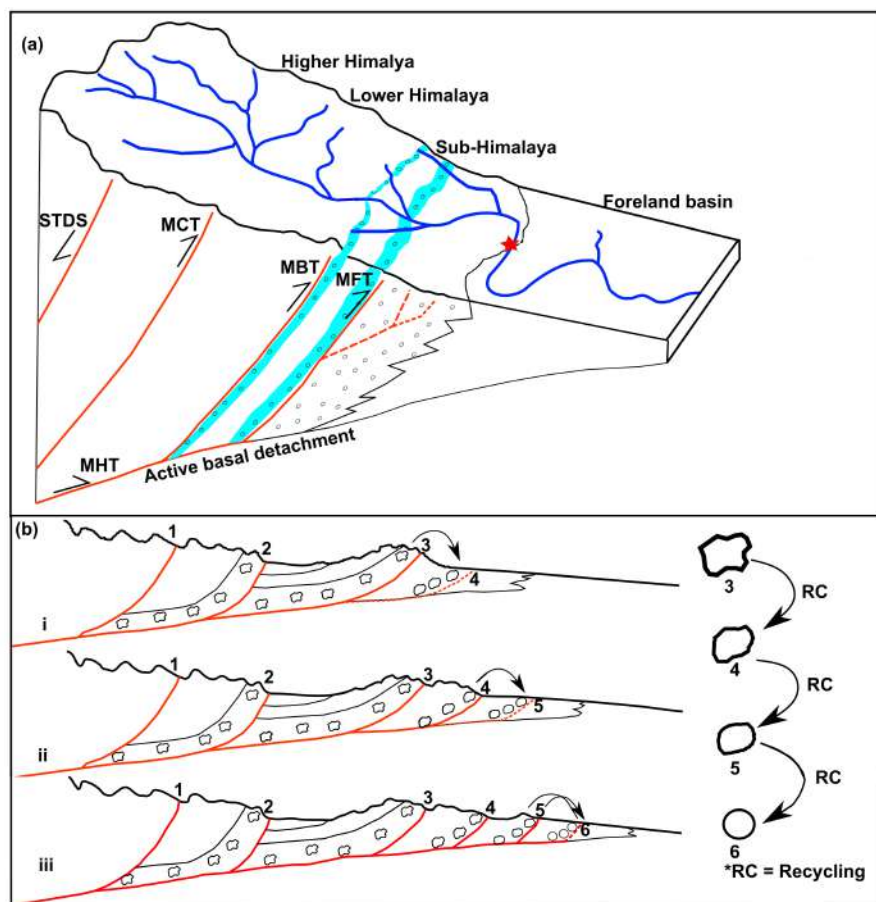 (a)
Higher Himalya
Lower Himalaya
Sub-Himalaya
Foreland basin
STDS
MCT
MBT
MFT
MHT
Active basal detachment
(b)
1
2
3
4
i
1
2
3
4
5
ii
1
2
3
4
5
6
iii
3
RC
4
RC
5
RC
6
*RC = Recycling